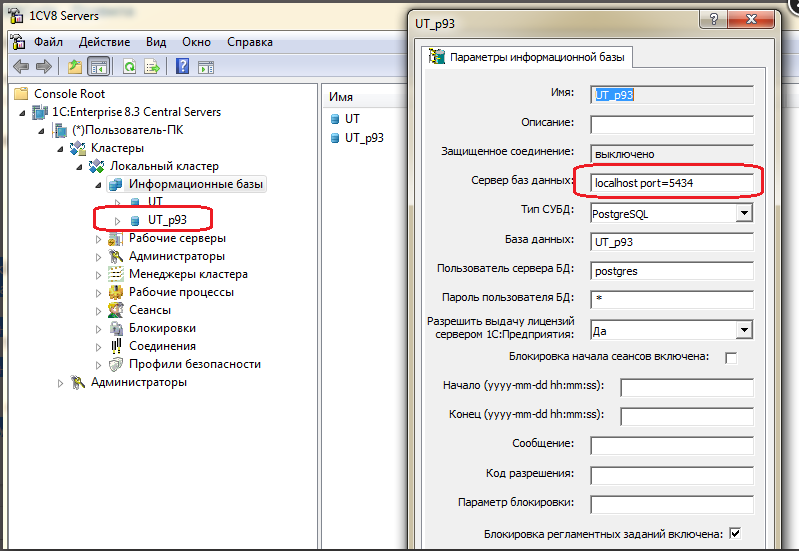 1CV8 Servers
Файл Действие Вид Окно Справка
Console Root
1C:Enterprise 8.3 Central Servers
(*)Пользователь-ПК
Кластеры
Локальный кластер
Информационные базы
UT
UT_p93
Рабочие серверы
Администраторы
Менеджеры кластера
Рабочие процессы
Сеансы
Блокировки
Соединения
Профили безопасности
Администраторы
Имя
UT
UT_p93
UT_p93
Параметры информационной базы
Имя: UT_p93
Описание:
Защищенное соединение: выключено
Сервер баз данных: localhost port=5434
Тип СУБД: PostgreSQL
База данных: UT_p93
Пользователь сервера БД: postgres
Пароль пользователя БД: *
Разрешить выдачу лицензий
сервером 1С:Предприятия: Да
Блокировка начала сеансов включена:
Начало (yyyy-mm-dd hh:mm:ss):
Конец (yyyy-mm-dd hh:mm:ss):
Сообщение:
Код разрешения:
Параметр блокировки:
Блокировка регламентных заданий включена: